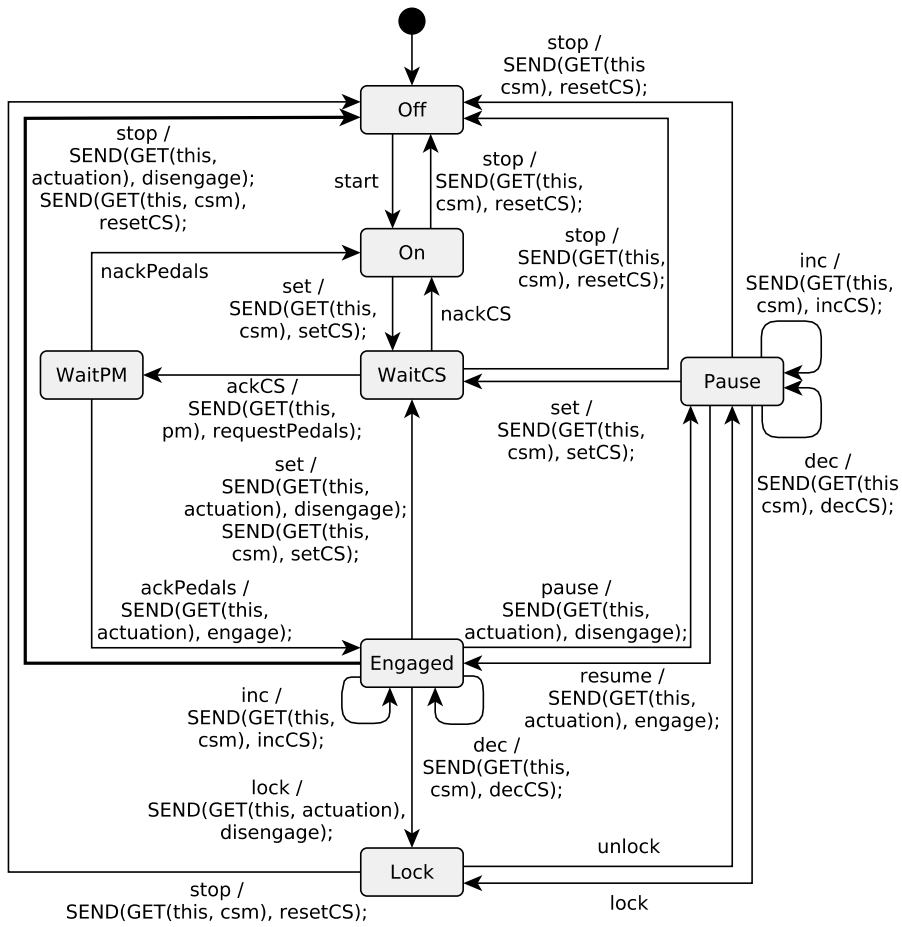 stop /
SEND(GET(this
csm), resetCS);
Off
stop /
SEND(GET(this,
actuation), disengage);
SEND(GET(this, csm),
resetCS);
start
stop /
SEND(GET(this,
csm), resetCS);
On
stop /
SEND(GET(this,
csm), resetCS);
nackPedals
set /
SEND(GET(this,
csm), setCS);
nackCS
inc /
SEND(GET(this,
csm), incCS);
WaitPM
WaitCS
Pause
ackCS /
SEND(GET(this,
pm), requestPedals);
set /
SEND(GET(this,
csm), setCS);
dec /
SEND(GET(this
csm), decCS);
set /
SEND(GET(this,
actuation), disengage);
SEND(GET(this,
csm), setCS);
ackPedals /
SEND(GET(this,
actuation), engage);
pause /
SEND(GET(this,
actuation), disengage);
Engaged
resume /
SEND(GET(this,
actuation), engage);
inc /
SEND(GET(this,
csm), incCS);
dec /
SEND(GET(this,
csm), decCS);
lock /
SEND(GET(this, actuation),
disengage);
unlock
Lock
lock
stop /
SEND(GET(this, csm), resetCS);